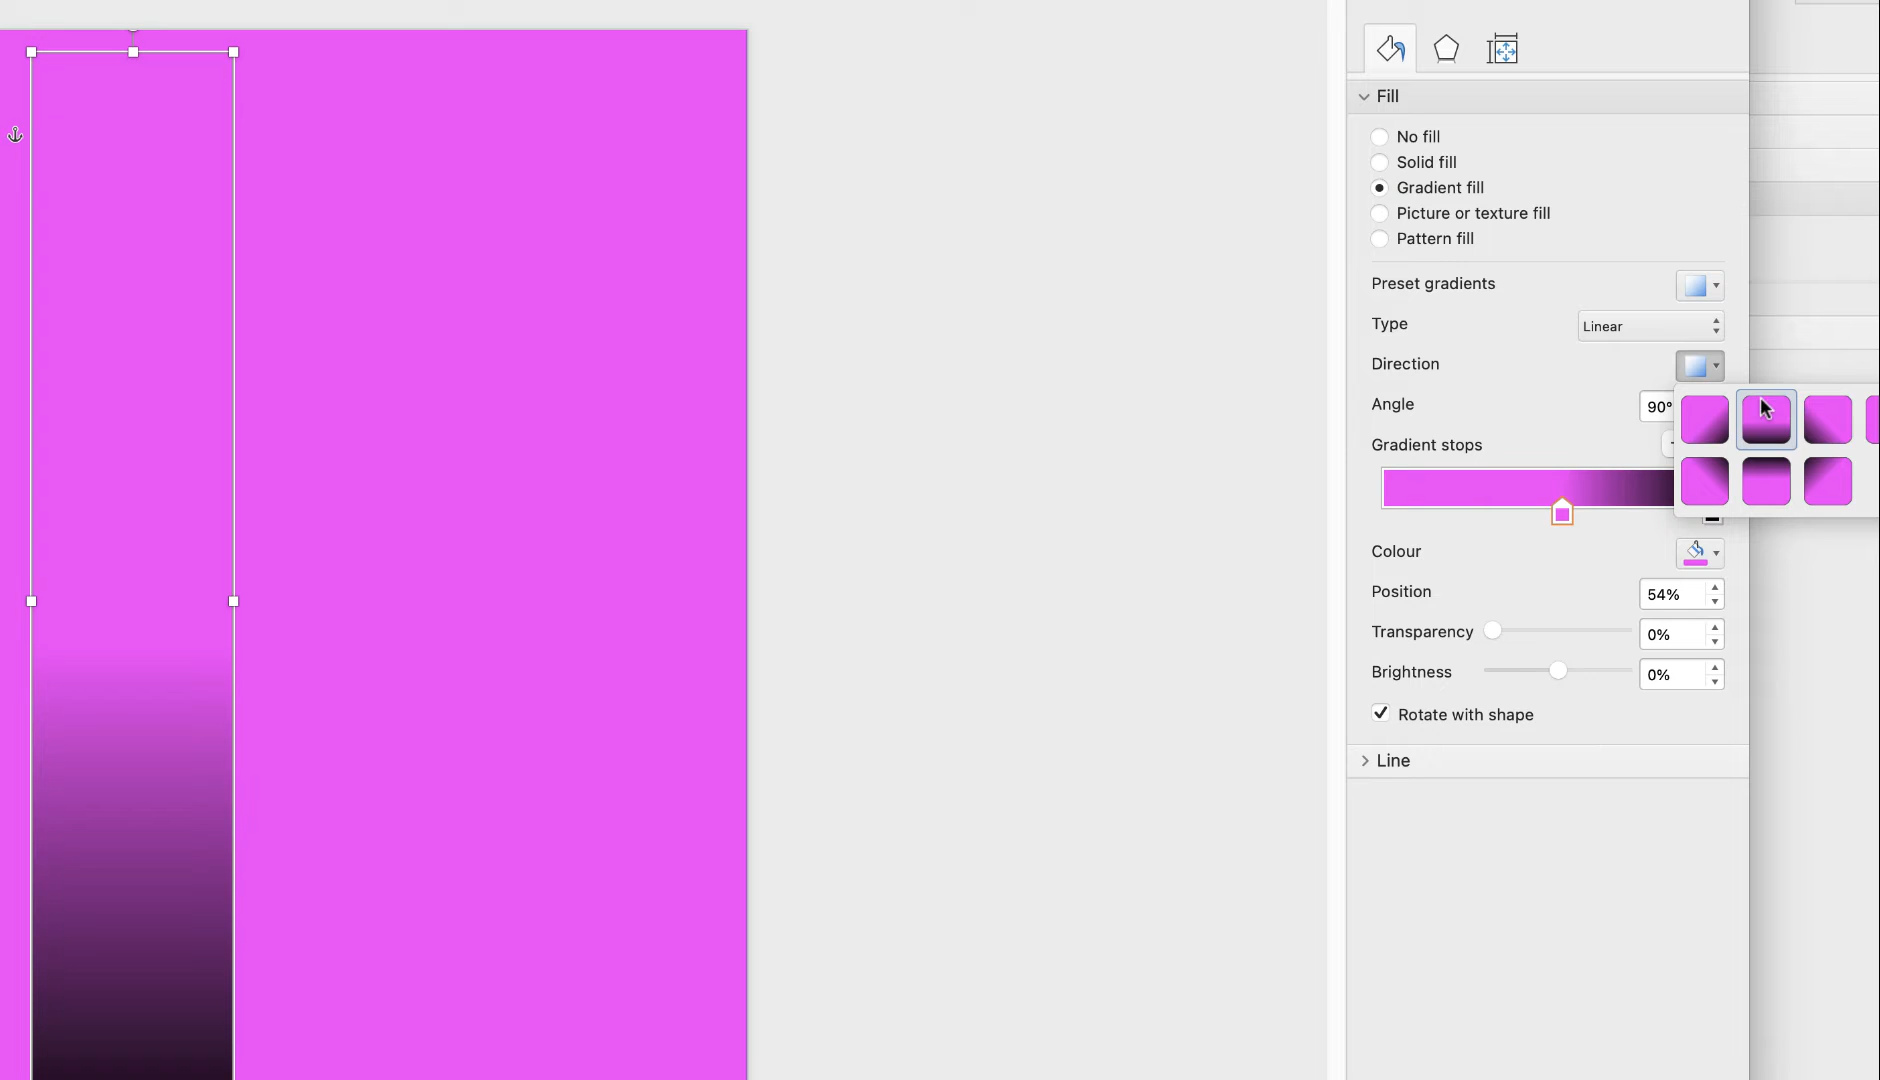 Fill
No fill
Solid fill
Gradient fill
Picture or texture fill
Pattern fill
Preset gradients
Type
Linear
Direction
Angle
90°
Gradient stops
Colour
Position
54%
Transparency
0%
Brightness
0%
Rotate with shape
Line